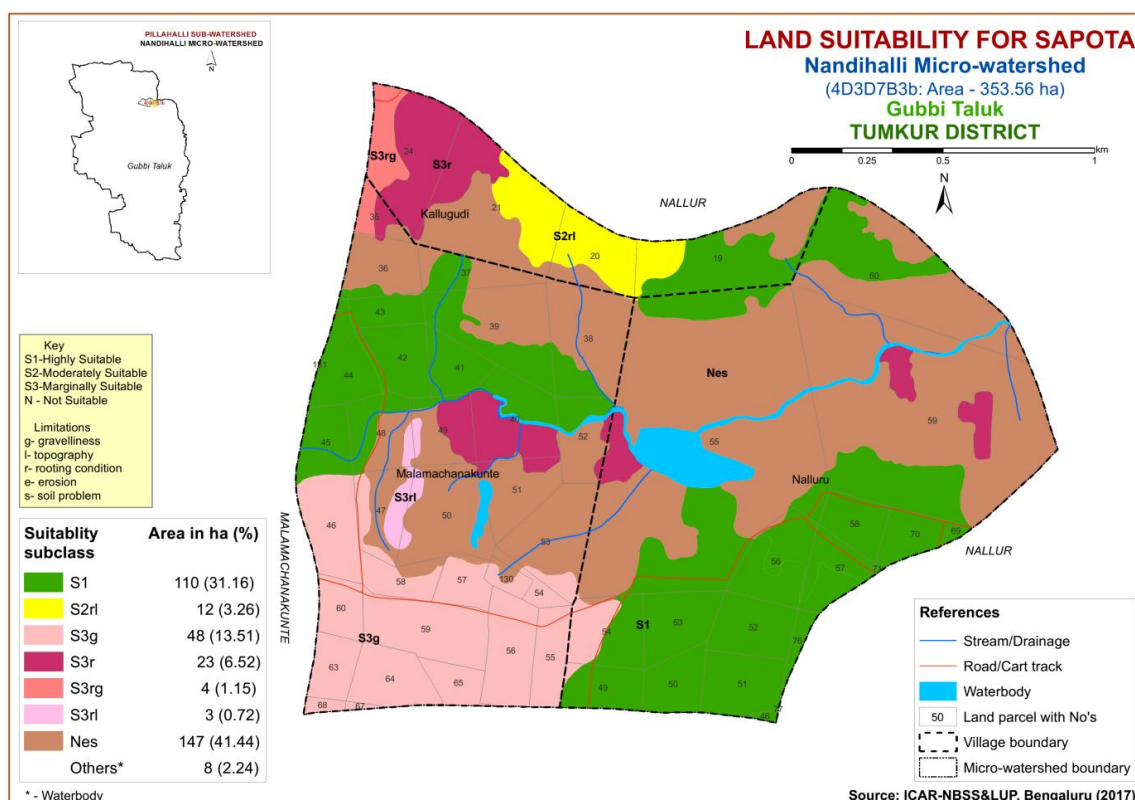 PILLAHALLI SUB-WATERSHED
NANDIHALLI MICRO-WATERSHED
N
Gubbi Taluk
LAND SUITABILITY FOR SAPOTA
Nandihalli Micro-watershed
(4D3D7B3b: Area - 353.56 ha)
Gubbi Taluk
TUMKUR DISTRICT
km
0 0.25 0.5 1
N
S3rg
24
S3r
35
Kallugudi
21
S2rl
20
NALLUR
19
60
36
37
43
39
38
42
41
44
45
48
49
40
52
Nes
55
59
Malamachanakunte
S3rl
47
50
51
53
Nalluru
46
58
57
130
54
60
59
S3g
56
55
63
64
65
68
67
MALAMACHANAKUNTE
58
70
69
56
57
71
NALLUR
54
S1
53
52
76
49
50
51
46
Key
S1-Highly Suitable
S2-Moderately Suitable
S3-Marginally Suitable
N - Not Suitable
Limitations
g- gravelliness
l- topography
r- rooting condition
e- erosion
s- soil problem
Suitablity subclass Area in ha (%)
S1 110 (31.16)
S2rl 12 (3.26)
S3g 48 (13.51)
S3r 23 (6.52)
S3rg 4 (1.15)
S3rl 3 (0.72)
Nes 147 (41.44)
Others* 8 (2.24)
* - Waterbody
References
Stream/Drainage
Road/Cart track
Waterbody
50 Land parcel with No's
Village boundary
Micro-watershed boundary
Source: ICAR-NBSS&LUP, Bengaluru (2017)